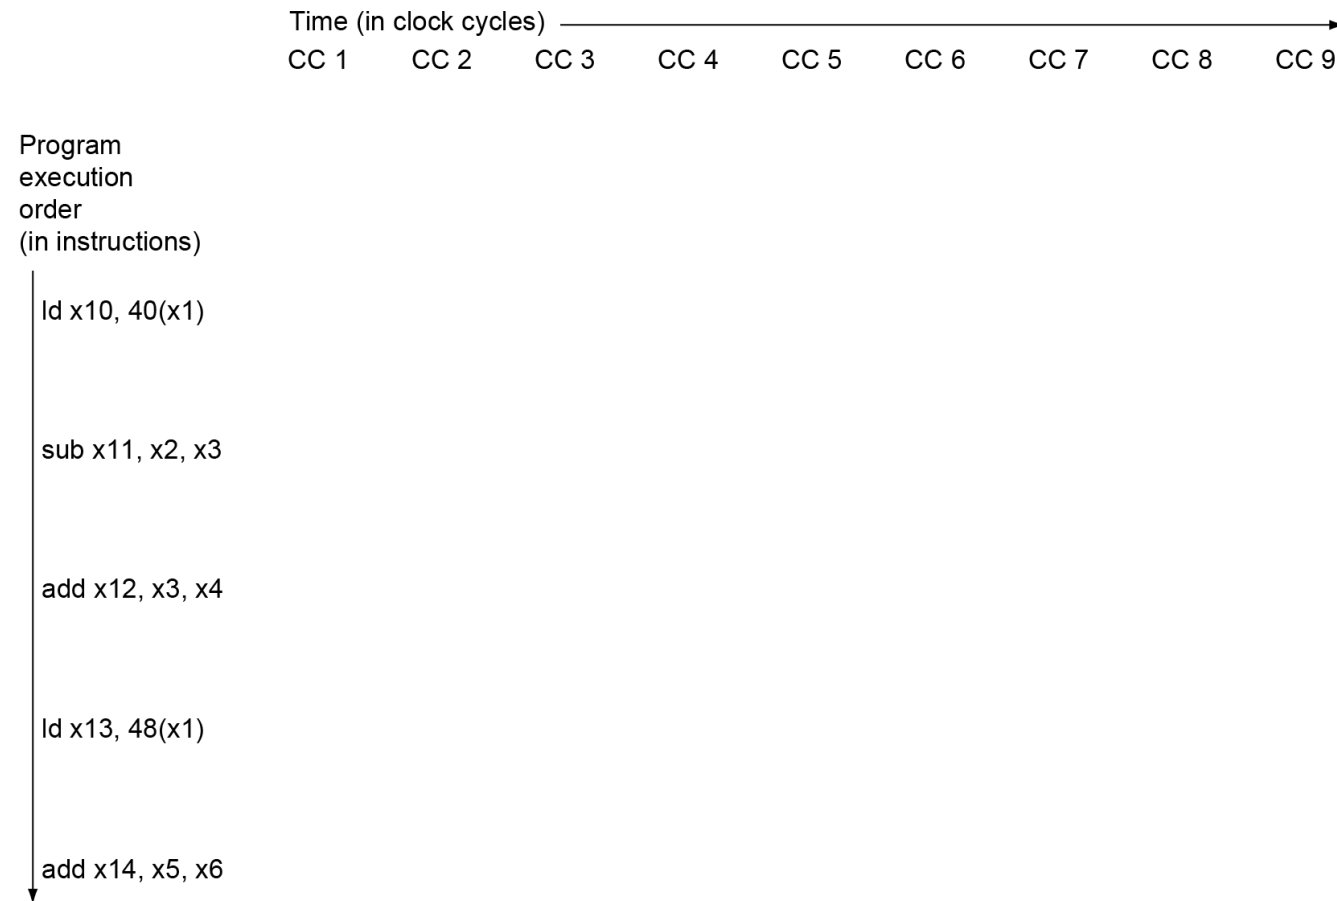 Time (in clock cycles)
CC 1 CC 2 CC 3 CC 4 CC 5 CC 6 CC 7 CC 8 CC 9
Program
execution
order
(in instructions)
ld x10, 40(x1)
sub x11, x2, x3
add x12, x3, x4
ld x13, 48(x1)
add x14, x5, x6